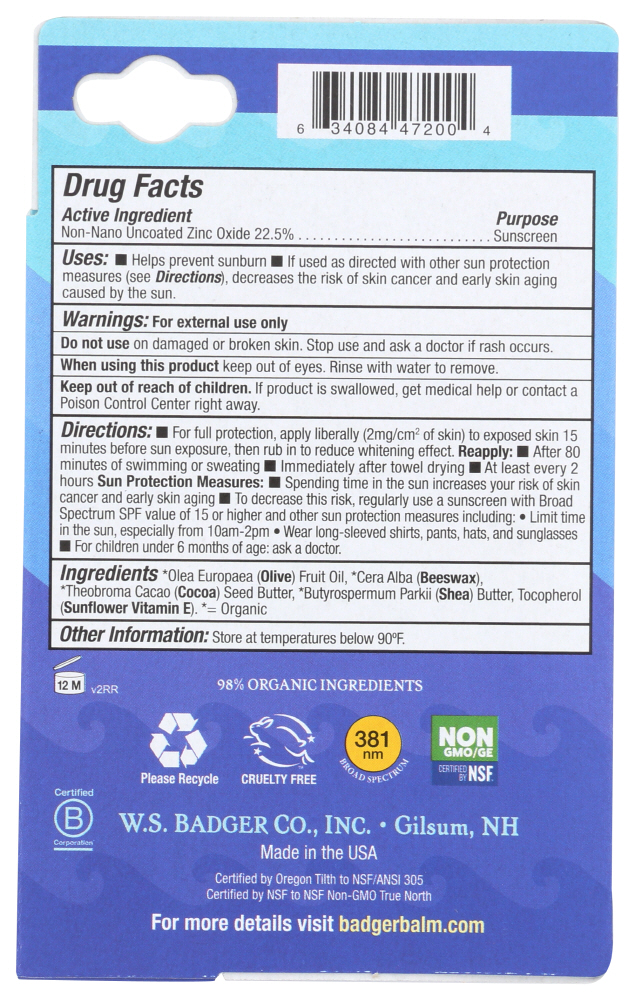 6 34084 47200 4
Drug Facts
Active Ingredient Purpose
Non-Nano Uncoated Zinc Oxide 22.5% ............................ Sunscreen
Uses: ■ Helps prevent sunburn ■ If used as directed with other sun protection
measures (see Directions), decreases the risk of skin cancer and early skin aging
caused by the sun.
Warnings: For external use only
Do not use on damaged or broken skin. Stop use and ask a doctor if rash occurs.
When using this product keep out of eyes. Rinse with water to remove.
Keep out of reach of children. If product is swallowed, get medical help or contact a
Poison Control Center right away.
Directions: ■ For full protection, apply liberally (2mg/cm² of skin) to exposed skin 15
minutes before sun exposure, then rub in to reduce whitening effect. Reapply: ■ After 80
minutes of swimming or sweating ■ Immediately after towel drying ■ At least every 2
hours Sun Protection Measures: ■ Spending time in the sun increases your risk of skin
cancer and early skin aging ■ To decrease this risk, regularly use a sunscreen with Broad
Spectrum SPF value of 15 or higher and other sun protection measures including: • Limit time
in the sun, especially from 10am-2pm • Wear long-sleeved shirts, pants, hats, and sunglasses
■ For children under 6 months of age: ask a doctor.
Ingredients *Olea Europaea (Olive) Fruit Oil, *Cera Alba (Beeswax),
*Theobroma Cacao (Cocoa) Seed Butter, *Butyrospermum Parkii (Shea) Butter, Tocopherol
(Sunflower Vitamin E). *= Organic
Other Information: Store at temperatures below 90ºF.
12 M v2RR
98% ORGANIC INGREDIENTS
Please Recycle
CRUELTY FREE
TM
381
nm
BROAD SPECTRUM
NON
GMO/GE
CERTIFIED
BY NSF
Certified
B
Corporation
W.S. BADGER CO., INC. • Gilsum, NH
Made in the USA
Certified by Oregon Tilth to NSF/ANSI 305
Certified by NSF to NSF Non-GMO True North
For more details visit badgerbalm.com